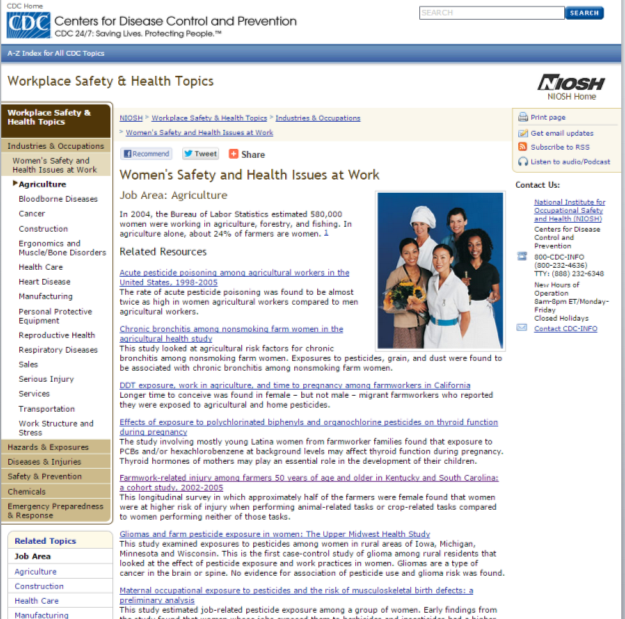 CDC Home
CDC
Centers for Disease Control and Prevention
CDC 24/7: Saving Lives. Protecting People.™
SEARCH
SEARCH
A-Z Index for All CDC Topics
Workplace Safety & Health Topics
NIOSH
NIOSH Home
Workplace Safety &
Health Topics
Industries & Occupations
Women's Safety and
Health Issues at Work
Agriculture
Bloodborne Diseases
Cancer
Construction
Ergonomics and
Muscle/Bone Disorders
Health Care
Heart Disease
Manufacturing
Personal Protective
Equipment
Reproductive Health
Respiratory Diseases
Sales
Serious Injury
Services
Transportation
Work Structure and
Stress
Hazards & Exposures
Diseases & Injuries
Safety & Prevention
Chemicals
Emergency Preparedness
& Response
Related Topics
Job Area
Agriculture
Construction
Health Care
Manufacturing
NIOSH > Workplace Safety & Health Topics > Industries & Occupations
> Women's Safety and Health Issues at Work
Recommend Tweet Share
Women's Safety and Health Issues at Work
Job Area: Agriculture
In 2004, the Bureau of Labor Statistics estimated 580,000
women were working in agriculture, forestry, and fishing. In
agriculture alone, about 24% of farmers are women. 1
Related Resources
Acute pesticide poisoning among agricultural workers in the
United States, 1998-2005
The rate of acute pesticide poisoning was found to be almost
twice as high in women agricultural workers compared to men
agricultural workers.
Chronic bronchitis among nonsmoking farm women in the
agricultural health study
This study looked at agricultural risk factors for chronic
bronchitis among nonsmoking farm women. Exposures to pesticides, grain, and dust were found to
be associated with chronic bronchitis among nonsmoking farm women.
DDT exposure, work in agriculture, and time to pregnancy among farmworkers in California
Longer time to conceive was found in female – but not male – migrant farmworkers who reported
they were exposed to agricultural and home pesticides.
Effects of exposure to polychlorinated biphenyls and organochlorine pesticides on thyroid function
during pregnancy
The study involving mostly young Latina women from farmworker families found that exposure to
PCBs and/or hexachlorobenzene at background levels may affect thyroid function during pregnancy.
Thyroid hormones of mothers may play an essential role in the development of their children.
Farmwork-related injury among farmers 50 years of age and older in Kentucky and South Carolina:
a cohort study, 2002-2005
This longitudinal survey in which approximately half of the farmers were female found that women
were at higher risk of injury when performing animal-related tasks or crop-related tasks compared
to women performing neither of those tasks.
Gliomas and farm pesticide exposure in women: The Upper Midwest Health Study
This study examined exposures to pesticides among women in rural areas of Iowa, Michigan,
Minnesota and Wisconsin. This is the first case-control study of glioma among rural residents that
looked at the effect of pesticide exposure and work practices in women. Gliomas are a type of
cancer in the brain or spine. No evidence for association of pesticide use and glioma risk was found.
Maternal occupational exposure to pesticides and the risk of musculoskeletal birth defects: a
preliminary analysis
This study estimated job-related pesticide exposure among a group of women. Early findings from
the study found that women whose jobs exposed them to herbicides and insecticides had a higher
Print page
Get email updates
Subscribe to RSS
Listen to audio/Podcast
Contact Us:
National Institute for
Occupational Safety
and Health (NIOSH)
Centers for Disease
Control and
Prevention
800-CDC-INFO
(800-232-4636)
TTY: (888) 232-6348
New Hours of
Operation
8am-8pm ET/Monday-
Friday
Closed Holidays
Contact CDC-INFO